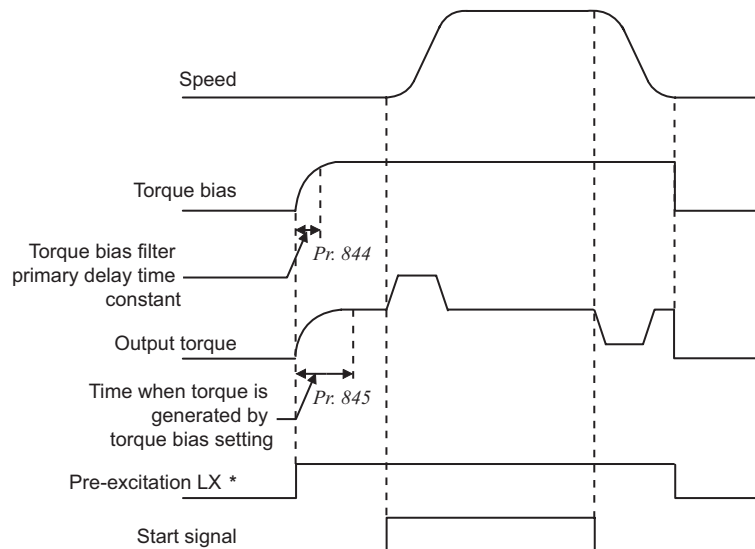 Speed
Torque bias
Torque bias filter
primary delay time
constant
Pr. 844
Output torque
Time when torque is
generated by
torque bias setting
Pr. 845
Pre-excitation LX *
Start signal